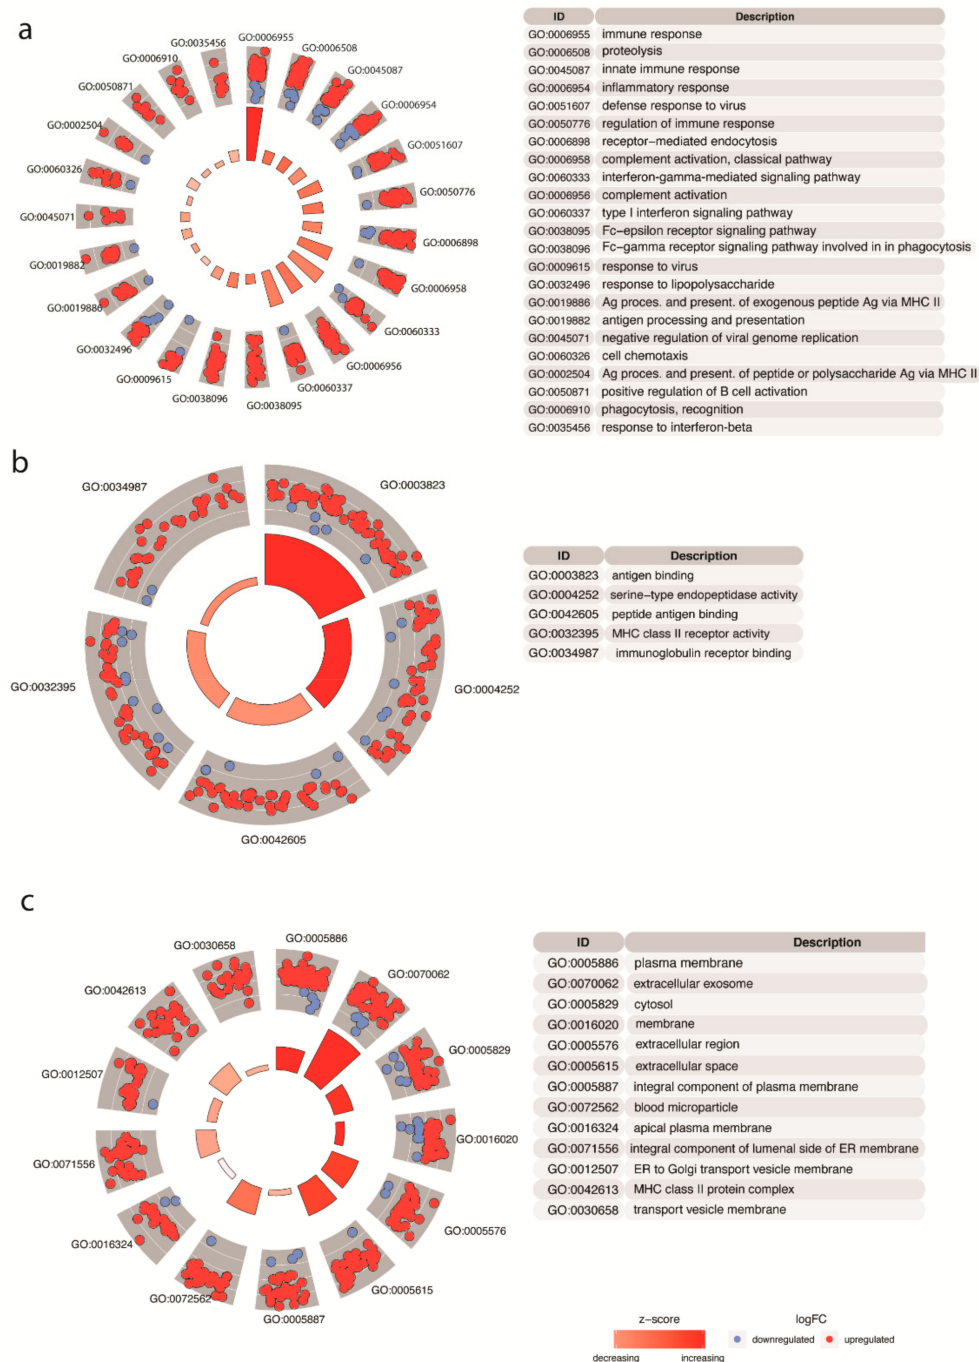 a
GO:0006955
GO:0006508
GO:0045087
GO:0006954
GO:0051607
GO:0050776
GO:0006898
GO:0006958
GO:0060333
GO:0006956
GO:0060337
GO:0038095
GO:0038096
GO:0009615
GO:0032496
GO:0019886
GO:0019882
GO:0045071
GO:0060326
GO:0002504
GO:0050871
GO:0006910
GO:0035456
ID Description
GO:0006955 immune response
GO:0006508 proteolysis
GO:0045087 innate immune response
GO:0006954 inflammatory response
GO:0051607 defense response to virus
GO:0050776 regulation of immune response
GO:0006898 receptor-mediated endocytosis
GO:0006958 complement activation, classical pathway
GO:0060333 interferon-gamma-mediated signaling pathway
GO:0006956 complement activation
GO:0060337 type I interferon signaling pathway
GO:0038095 Fc-epsilon receptor signaling pathway
GO:0038096 Fc-gamma receptor signaling pathway involved in in phagocytosis
GO:0009615 response to virus
GO:0032496 response to lipopolysaccharide
GO:0019886 Ag proces. and present. of exogenous peptide Ag via MHC II
GO:0019882 antigen processing and presentation
GO:0045071 negative regulation of viral genome replication
GO:0060326 cell chemotaxis
GO:0002504 Ag proces. and present. of peptide or polysaccharide Ag via MHC II
GO:0050871 positive regulation of B cell activation
GO:0006910 phagocytosis, recognition
GO:0035456 response to interferon-beta
b
GO:0003823
GO:0004252
GO:0042605
GO:0032395
GO:0034987
ID Description
GO:0003823 antigen binding
GO:0004252 serine-type endopeptidase activity
GO:0042605 peptide antigen binding
GO:0032395 MHC class II receptor activity
GO:0034987 immunoglobulin receptor binding
c
GO:0005886
GO:0070062
GO:0005829
GO:0016020
GO:0005576
GO:0005615
GO:0005887
GO:0072562
GO:0016324
GO:0071556
GO:0012507
GO:0042613
GO:0030658
ID Description
GO:0005886 plasma membrane
GO:0070062 extracellular exosome
GO:0005829 cytosol
GO:0016020 membrane
GO:0005576 extracellular region
GO:0005615 extracellular space
GO:0005887 integral component of plasma membrane
GO:0072562 blood microparticle
GO:0016324 apical plasma membrane
GO:0071556 integral component of lumenal side of ER membrane
GO:0012507 ER to Golgi transport vesicle membrane
GO:0042613 MHC class II protein complex
GO:0030658 transport vesicle membrane
z-score logFC
downregulated upregulated
decreasing increasing